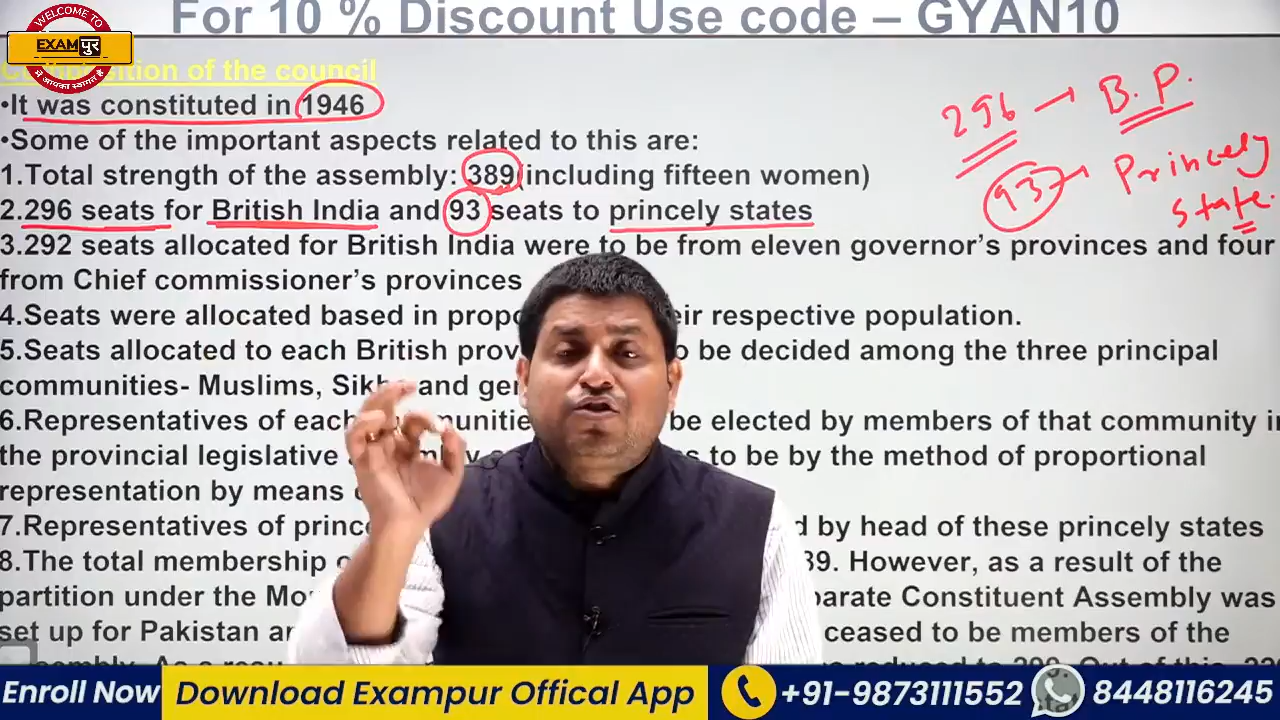 For 10 % Discount Use code – GYAN10
WELCOME TO
EXAMपुर
में आपका स्वागत है
Composition of the council
•It was constituted in 1946
•Some of the important aspects related to this are:
1.Total strength of the assembly: 389(including fifteen women)
2.296 seats for British India and 93 seats to princely states
296 → B.P.
93 → Princely
state.
3.292 seats allocated for British India were to be from eleven governor’s provinces and four
from Chief commissioner’s provinces
4.Seats were allocated based in respective population.
5.Seats allocated to each British be decided among the three principal
communities- Muslims, and
6.Representatives of each be elected by members of that community
the provincial legislative to be by the method of proportional
representation by means
7.Representatives of by head of these princely states
8.The total membership However, as a result of the
partition under the Constituent Assembly was
set up for Pakistan ceased to be members of the
Enroll Now
Download Exampur Offical App
+91-9873111552
8448116245